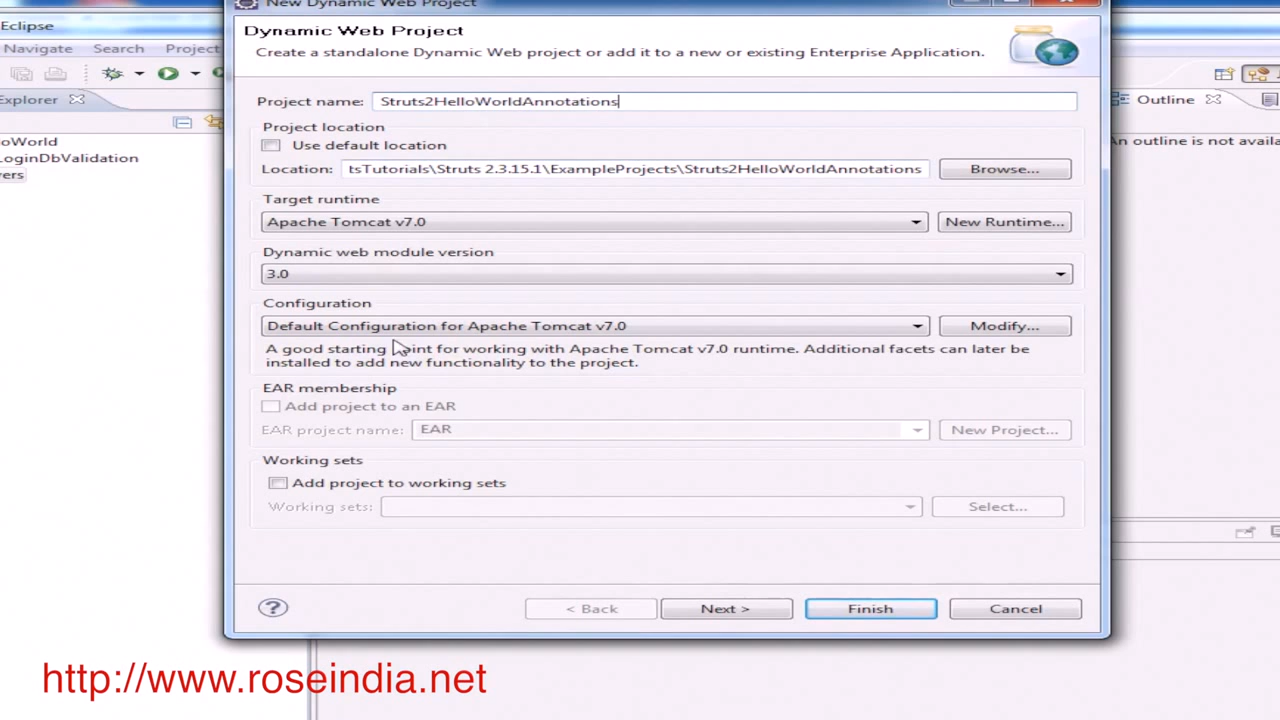 New Dynamic Web Project
Eclipse
Navigate Search Project
Explorer
oWorld
LoginDbValidation
vers
Dynamic Web Project
Create a standalone Dynamic Web project or add it to a new or existing Enterprise Application.
Project name: Struts2HelloWorldAnnotations
Project location
Use default location
Location: tsTutorials\Struts 2.3.15.1\ExampleProjects\Struts2HelloWorldAnnotations Browse...
Target runtime
Apache Tomcat v7.0 New Runtime...
Dynamic web module version
3.0
Configuration
Default Configuration for Apache Tomcat v7.0 Modify...
A good starting point for working with Apache Tomcat v7.0 runtime. Additional facets can later be
installed to add new functionality to the project.
EAR membership
Add project to an EAR
EAR project name: EAR New Project...
Working sets
Add project to working sets
Working sets: Select...
? < Back Next > Finish Cancel
Outline
An outline is not availa
http://www.roseindia.net